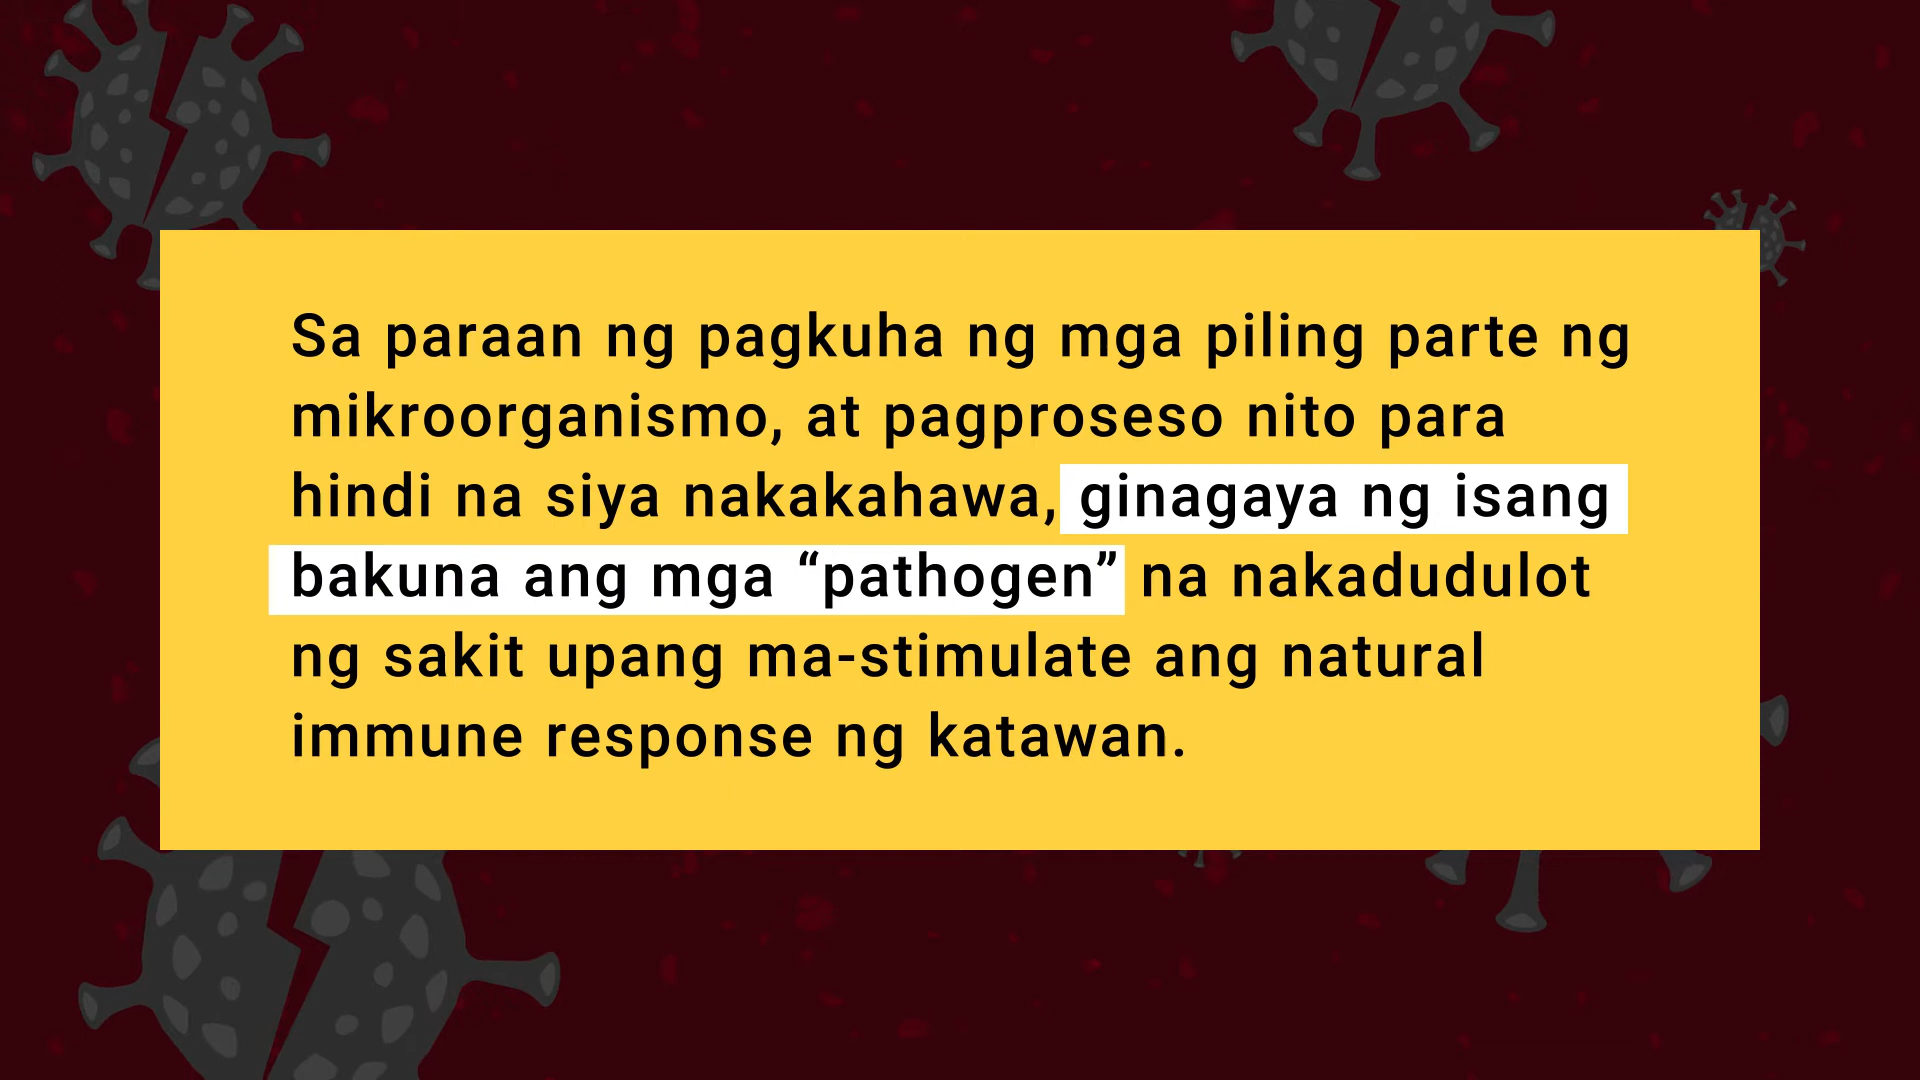 Sa paraan ng pagkuha ng mga piling parte ng
mikroorganismo, at pagproseso nito para
hindi na siya nakakahawa, ginagaya ng isang
bakuna ang mga “pathogen” na nakadudulot
ng sakit upang ma-stimulate ang natural
immune response ng katawan.